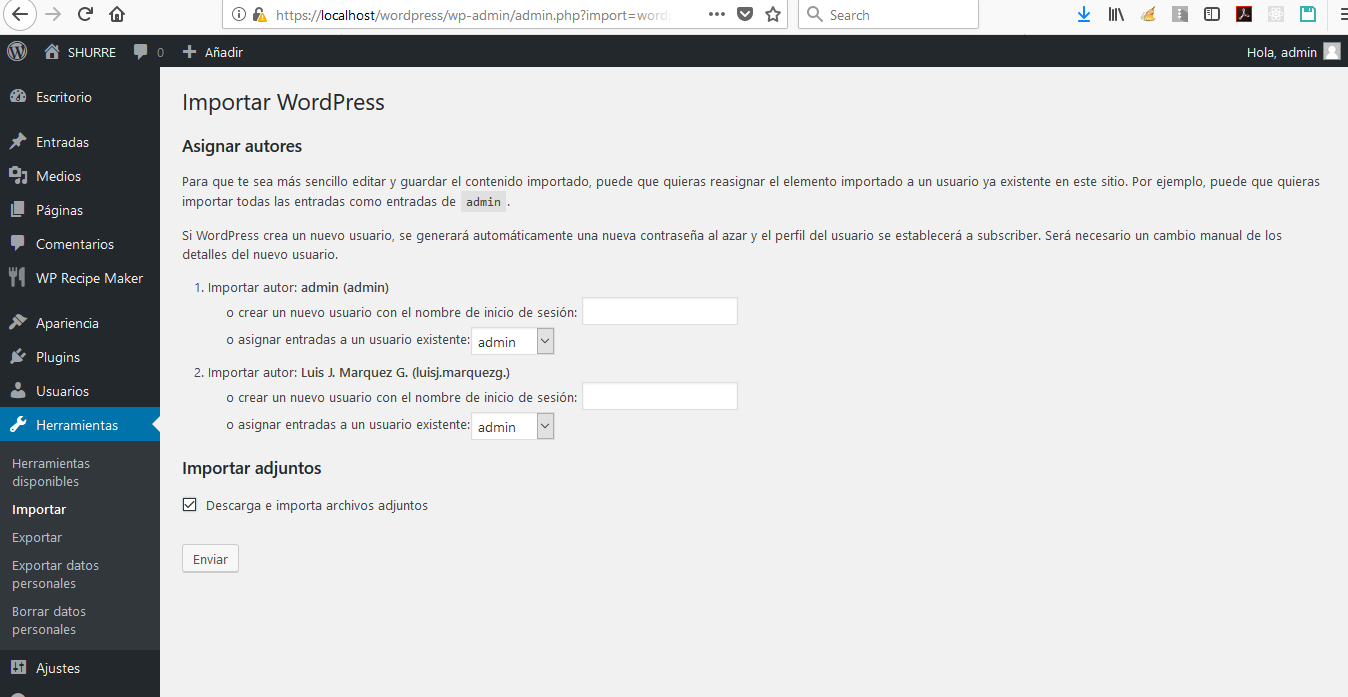 https://localhost/wordpress/wp-admin/admin.php?import=word
Search
SHURRE 0 Añadir
Hola, admin
Escritorio
Entradas
Medios
Páginas
Comentarios
WP Recipe Maker
Apariencia
Plugins
Usuarios
Herramientas
Herramientas
disponibles
Importar
Exportar
Exportar datos
personales
Borrar datos
personales
Ajustes
Importar WordPress
Asignar autores
Para que te sea más sencillo editar y guardar el contenido importado, puede que quieras reasignar el elemento importado a un usuario ya existente en este sitio. Por ejemplo, puede que quieras
importar todas las entradas como entradas de admin .
Si WordPress crea un nuevo usuario, se generará automáticamente una nueva contraseña al azar y el perfil del usuario se establecerá a subscriber. Será necesario un cambio manual de los
detalles del nuevo usuario.
1. Importar autor: admin (admin)
o crear un nuevo usuario con el nombre de inicio de sesión:
o asignar entradas a un usuario existente: admin
2. Importar autor: Luis J. Marquez G. (luisj.marquezg.)
o crear un nuevo usuario con el nombre de inicio de sesión:
o asignar entradas a un usuario existente: admin
Importar adjuntos
Descarga e importa archivos adjuntos
Enviar